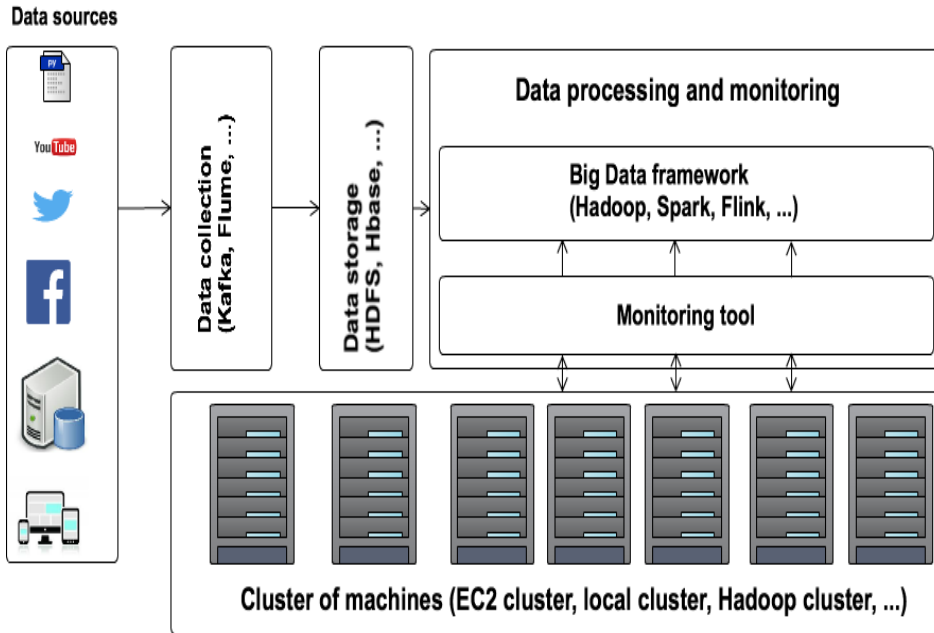 Data sources
PY
YouTube
Data collection
(Kafka, Flume, ...)
Data storage
(HDFS, Hbase, ...)
Data processing and monitoring
Big Data framework
(Hadoop, Spark, Flink, ...)
Monitoring tool
Cluster of machines (EC2 cluster, local cluster, Hadoop cluster, ...)